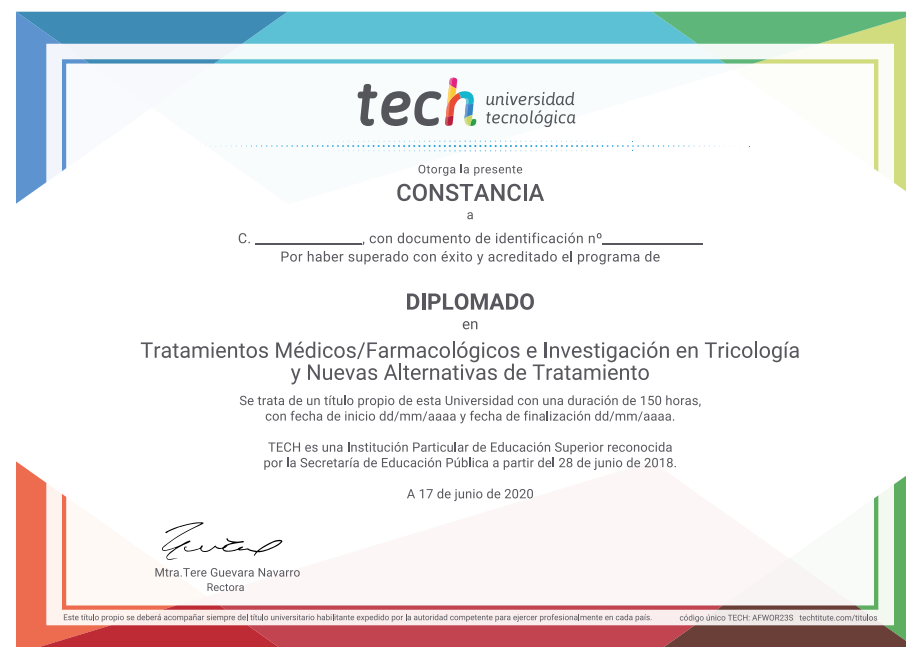 tech universidad
tecnológica
Otorga la presente
CONSTANCIA
a
C. ____________, con documento de identificación nº____________
Por haber superado con éxito y acreditado el programa de
DIPLOMADO
en
Tratamientos Médicos/Farmacológicos e Investigación en Tricología
y Nuevas Alternativas de Tratamiento
Se trata de un título propio de esta Universidad con una duración de 150 horas,
con fecha de inicio dd/mm/aaaa y fecha de finalización dd/mm/aaaa.
TECH es una Institución Particular de Educación Superior reconocida
por la Secretaría de Educación Pública a partir del 28 de junio de 2018.
A 17 de junio de 2020
Mtra.Tere Guevara Navarro
Rectora
Este título propio se deberá acompañar siempre del título universitario habilitante expedido por la autoridad competente para ejercer profesionalmente en cada país. código único TECH: AFWOR23S techtitute.com/titulos